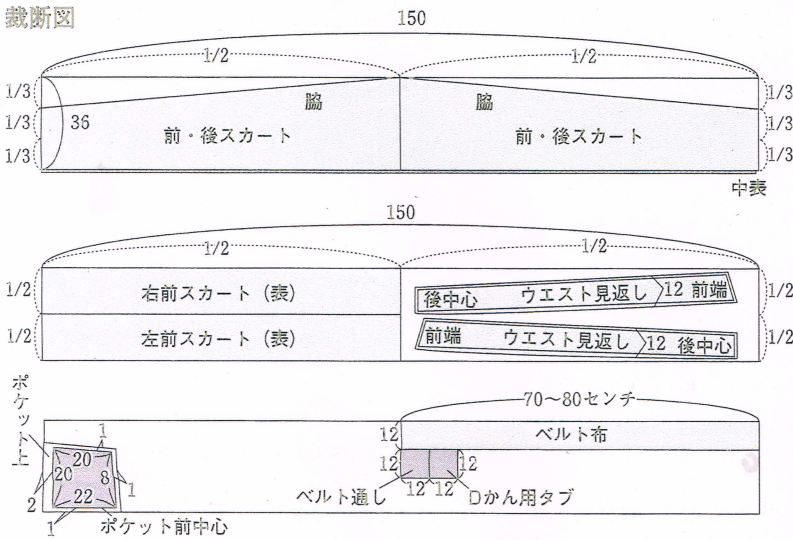 裁断図
150
1/2 1/2
1/3 脇 脇 1/3
1/3 36 前・後スカート 前・後スカート 1/3
1/3 1/3
中表
150
1/2 1/2
1/2 右前スカート（表） 後中心 ウエスト見返し 12 前端 1/2
1/2 左前スカート（表） 前端 ウエスト見返し 12 後中心 1/2
70〜80センチ
ポケット上
12 ベルト布
1
20
20 8 1
2 22
1
ポケット前中心
12 12
12 12
ベルト通し Dかん用タブ